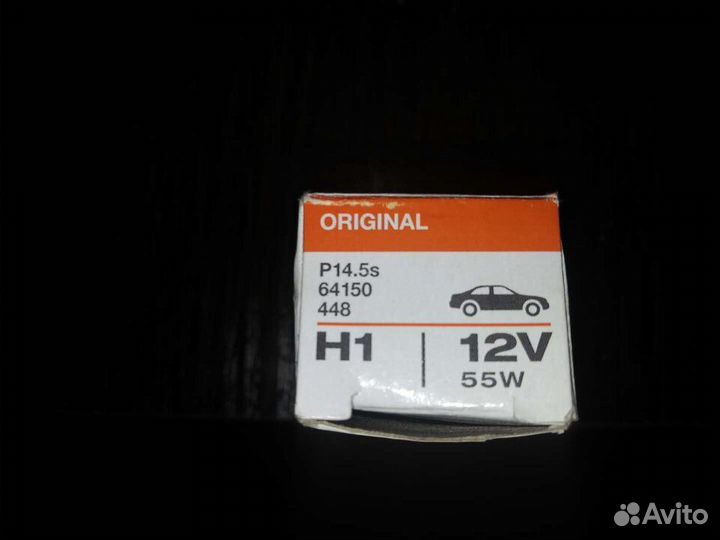 ORIGINAL
P14.5s
64150
448
H1 12V
55W
Avito